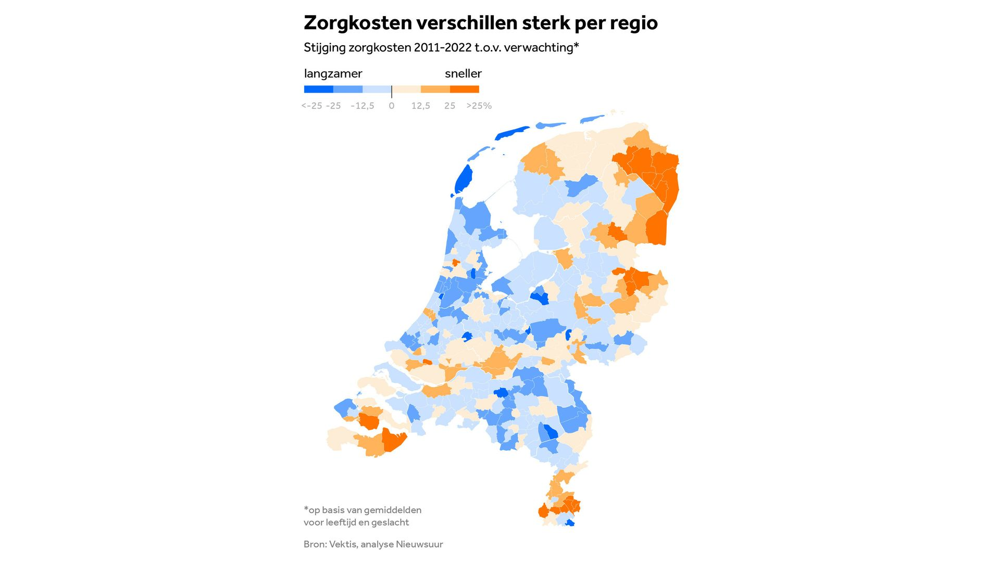 Zorgkosten verschillen sterk per regio
Stijging zorgkosten 2011-2022 t.o.v. verwachting*
langzamer sneller
<-25 -25 -12,5 0 12,5 25 >25%
*op basis van gemiddelden
voor leeftijd en geslacht
Bron: Vektis, analyse Nieuwsuur